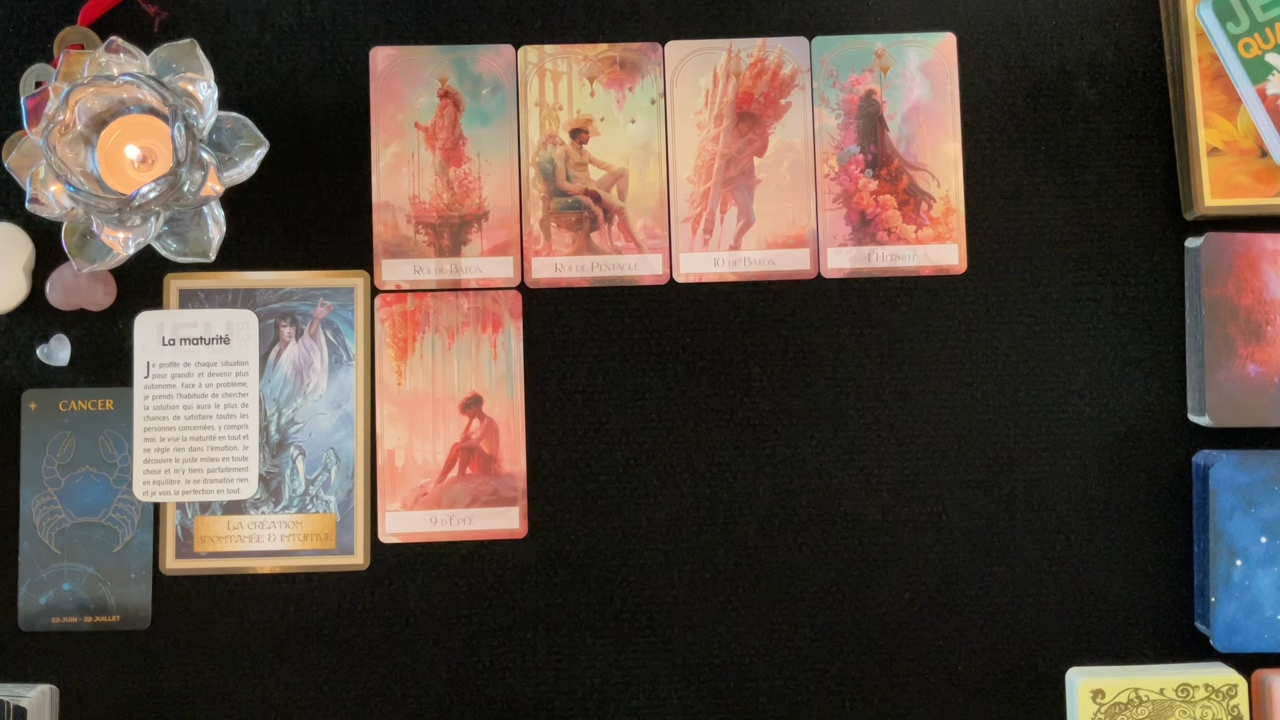 Roi de Bâton
Roi de Pentacle
10 de Bâton
L'Hermite
9 d'Épée
La maturité
Je profite de chaque situation
pour grandir et devenir plus
autonome. Face à un problème,
je prends l'habitude de chercher
la solution qui aura le plus de
chances de satisfaire toutes les
personnes concernées, y compris
moi. Je vise la maturité en tout et
ne règle rien dans l'émotion. Je
découvre le juste milieu en toute
chose et m'y tiens parfaitement
en équilibre. Je ne dramatise rien
et je vois la perfection en tout.
La création
spontanée & intuitive
CANCER
22 JUIN - 22 JUILLET